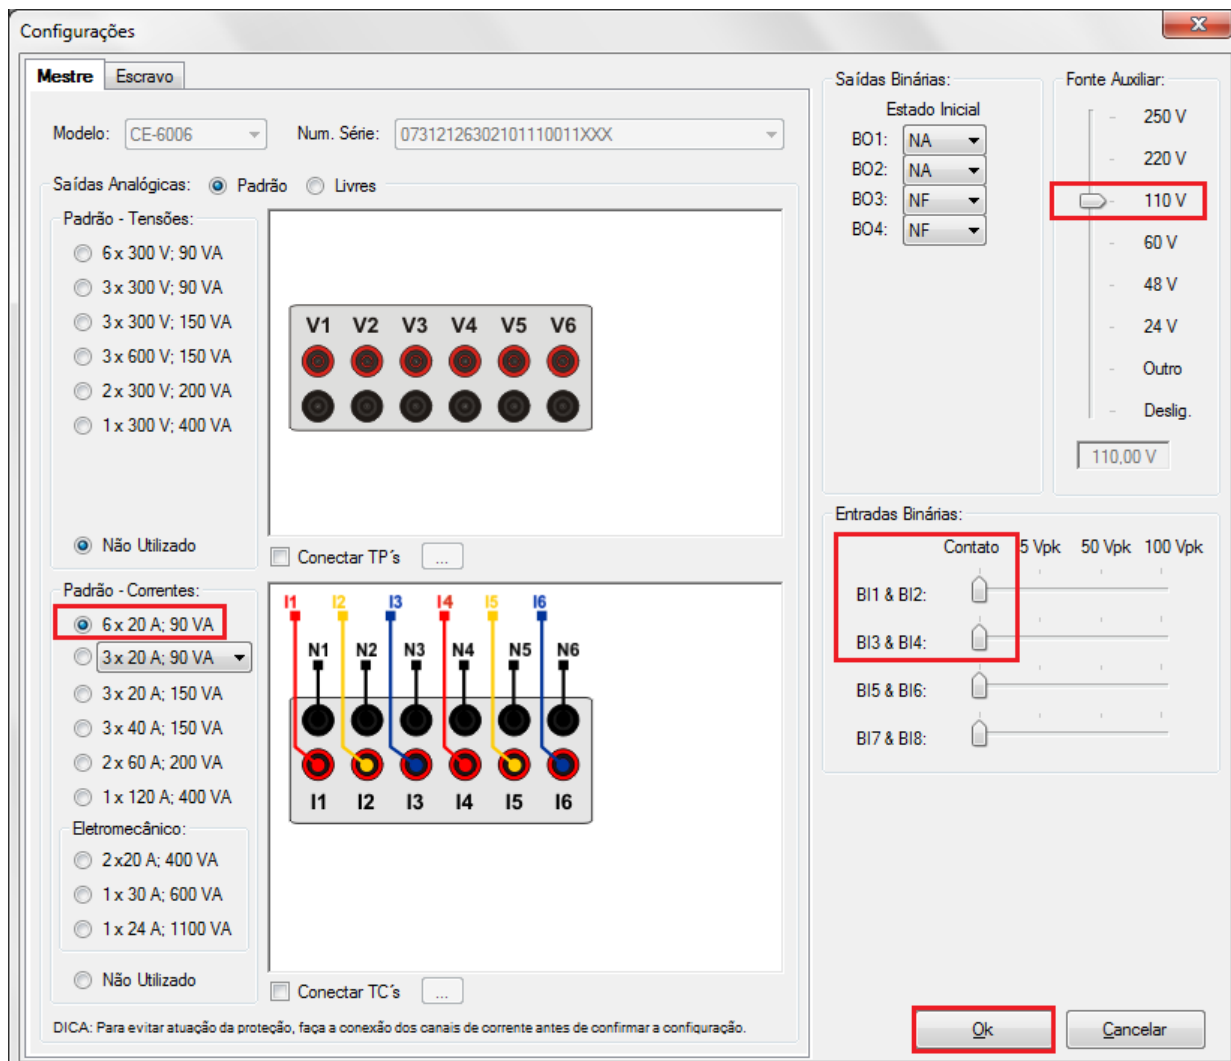 Configurações
Mestre Escravo
Modelo: CE-6006 Num. Série: 07312126302101110011XXX
Saídas Analógicas: Padrão Livres
Padrão - Tensões:
6 x 300 V; 90 VA
3 x 300 V; 90 VA
3 x 300 V; 150 VA
3 x 600 V; 150 VA
2 x 300 V; 200 VA
1 x 300 V; 400 VA
Não Utilizado
V1 V2 V3 V4 V5 V6
Conectar TP´s ...
Padrão - Correntes:
6 x 20 A; 90 VA
3 x 20 A; 90 VA
3 x 20 A; 150 VA
3 x 40 A; 150 VA
2 x 60 A; 200 VA
1 x 120 A; 400 VA
Eletromecânico:
2 x20 A; 400 VA
1 x 30 A; 600 VA
1 x 24 A; 1100 VA
Não Utilizado
I1 I2 I3 I4 I5 I6
N1 N2 N3 N4 N5 N6
I1 I2 I3 I4 I5 I6
Conectar TC´s ...
DICA: Para evitar atuação da proteção, faça a conexão dos canais de corrente antes de confirmar a configuração.
Saídas Binárias:
Estado Inicial
BO1: NA
BO2: NA
BO3: NF
BO4: NF
Fonte Auxiliar:
250 V
220 V
110 V
60 V
48 V
24 V
Outro
Deslig.
110,00 V
Entradas Binárias:
Contato 5 Vpk 50 Vpk 100 Vpk
BI1 & BI2:
BI3 & BI4:
BI5 & BI6:
BI7 & BI8:
Ok Cancelar